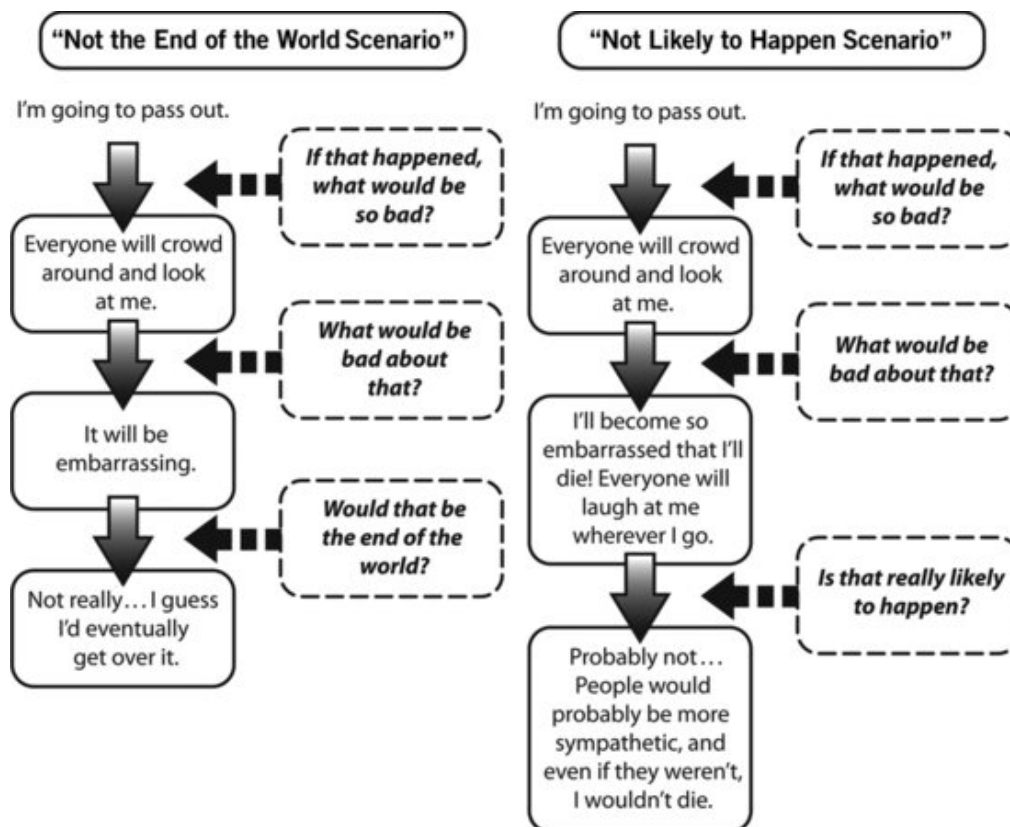 “Not the End of the World Scenario”
I’m going to pass out.
If that happened,
what would be
so bad?
Everyone will crowd
around and look
at me.
What would be
bad about
that?
It will be
embarrassing.
Would that be
the end of the
world?
Not really…I guess
I’d eventually
get over it.
“Not Likely to Happen Scenario”
I’m going to pass out.
If that happened,
what would be
so bad?
Everyone will crowd
around and look
at me.
What would be
bad about that?
I’ll become so
embarrassed that I’ll
die! Everyone will
laugh at me
wherever I go.
Is that really likely
to happen?
Probably not…
People would
probably be more
sympathetic, and
even if they weren’t,
I wouldn’t die.